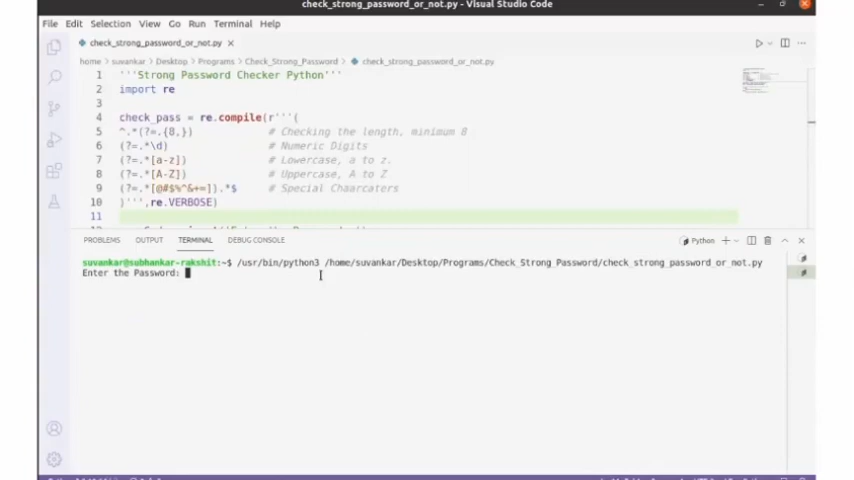 check_strong_password_or_not.py - Visual Studio Code
File Edit Selection View Go Run Terminal Help
check_strong_password_or_not.py
home > suvankar > Desktop > Programs > Check_Strong_Password > check_strong_password_or_not.py
1 '''Strong Password Checker Python'''
2 import re
3
4 check_pass = re.compile(r'''(
5 ^.*(?=.{8,}) # Checking the length, minimum 8
6 (?=.*\d) # Numeric Digits
7 (?=.*[a-z]) # Lowercase, a to z.
8 (?=.*[A-Z]) # Uppercase, A to Z
9 (?=.*[@#$%^&+=]).*$ # Special Chaarcaters
10 )''',re.VERBOSE)
11
PROBLEMS OUTPUT TERMINAL DEBUG CONSOLE Python
suvankar@subhankar-rakshit:~$ /usr/bin/python3 /home/suvankar/Desktop/Programs/Check_Strong_Password/check_strong_password_or_not.py
Enter the Password: